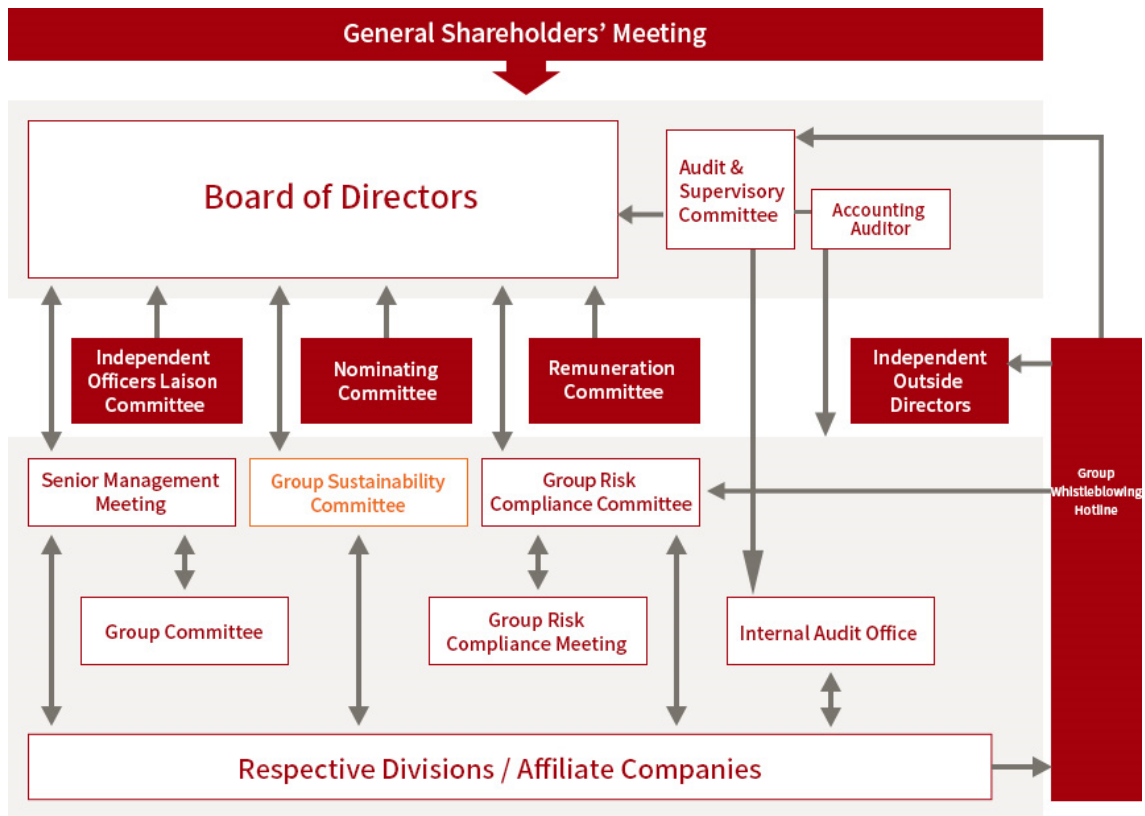 General Shareholders’ Meeting
Board of Directors
Audit &
Supervisory
Committee
Accounting
Auditor
Independent
Officers Laison
Committee
Nominating
Committee
Remuneration
Committee
Independent
Outside
Directors
Senior Management
Meeting
Group Sustainability
Committee
Group Risk
Compliance Committee
Group
Whistleblowing
Hotline
Group Committee
Group Risk
Compliance Meeting
Internal Audit Office
Respective Divisions / Affiliate Companies